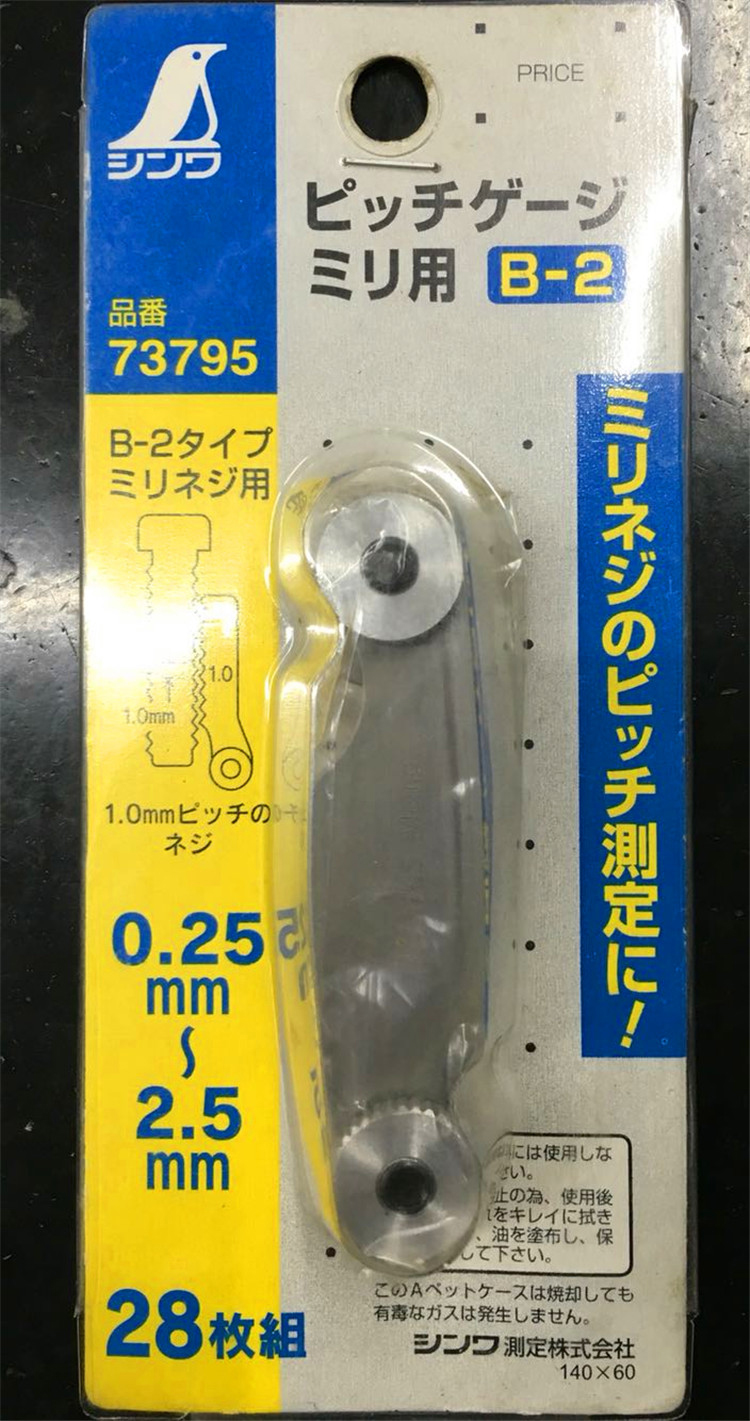 シンワ
PRICE
ピッチゲージ
ミリ用 B-2
品番
73795
B-2タイプ
ミリネジ用
1.0
1.0mm
1.0mmピッチの
ネジ
ミリネジのピッチ測定に!
0.25
mm
~
2.5
mm
28枚組
には使用しな
さい。
止の為、使用後
をキレイに拭き
、油を塗布し、保
して下さい。
このAペットケースは焼却しても
有毒なガスは発生しません。
シンワ測定株式会社
140×60